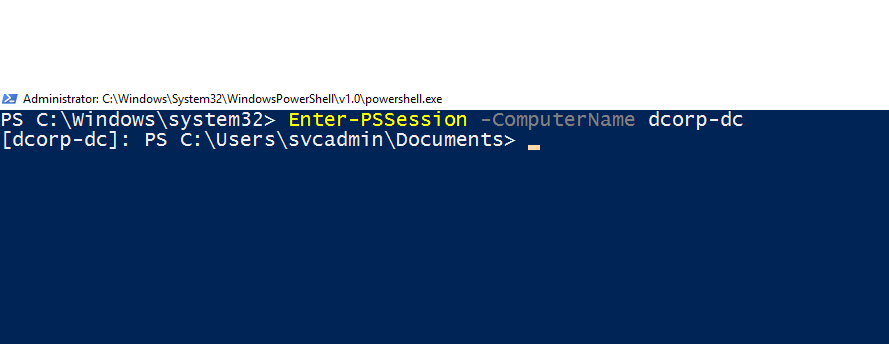 Administrator: C:\Windows\System32\WindowsPowerShell\v1.0\powershell.exe
PS C:\Windows\system32> Enter-PSSession -ComputerName dcorp-dc
[dcorp-dc]: PS C:\Users\svcadmin\Documents>